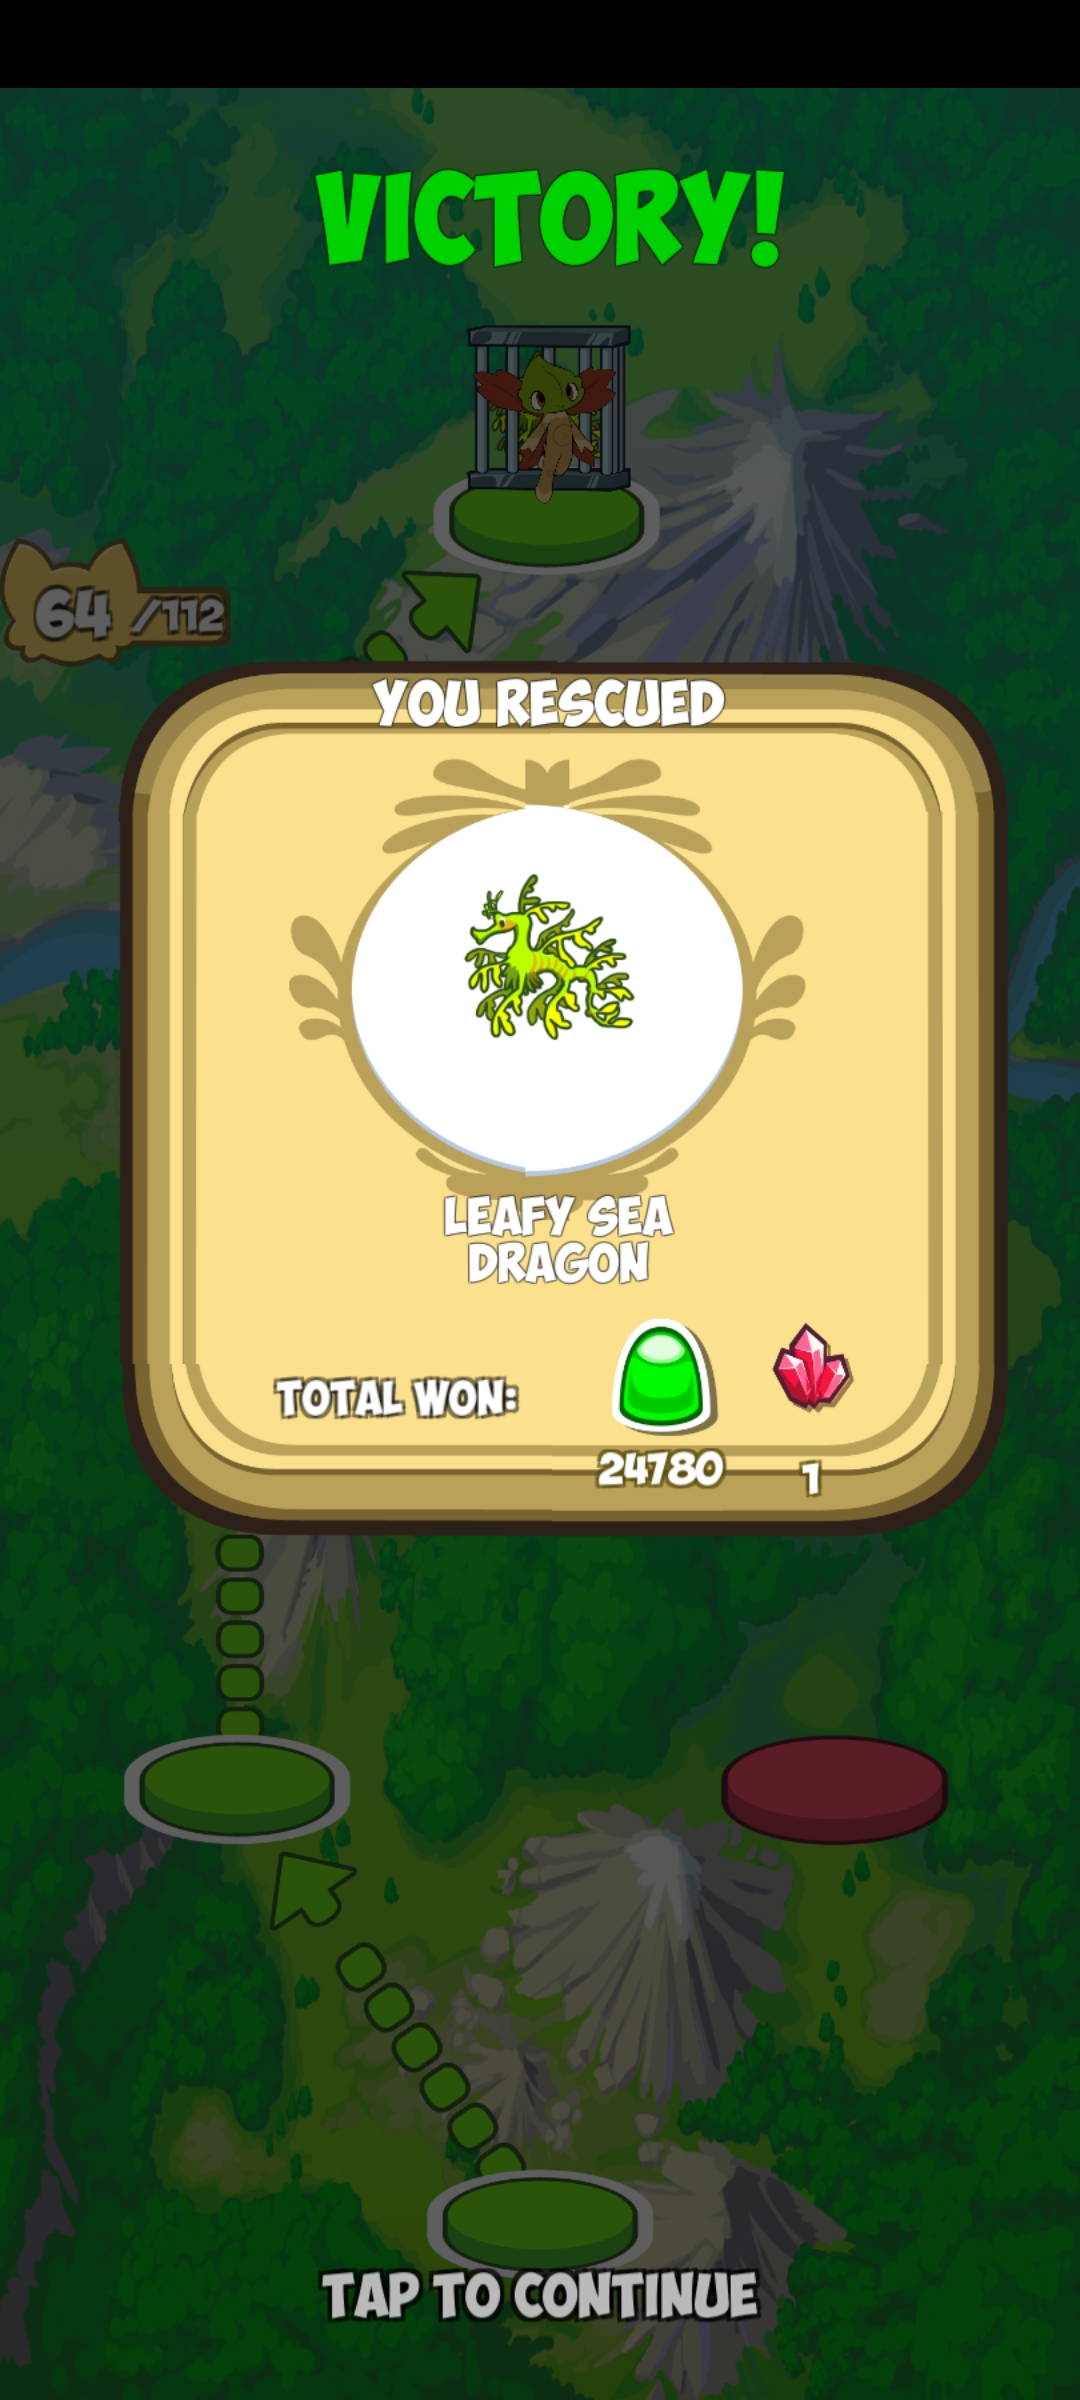 VICTORY!
64 /112
YOU RESCUED
LEAFY SEA
DRAGON
TOTAL WON:
24780 1
TAP TO CONTINUE